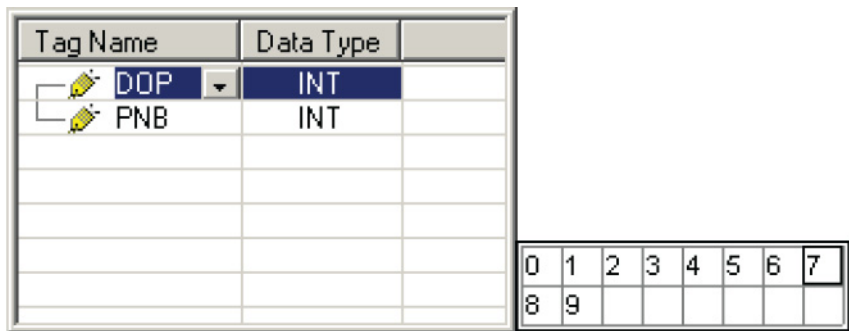 Tag Name Data Type
DOP INT
PNB INT
0 1 2 3 4 5 6 7
8 9